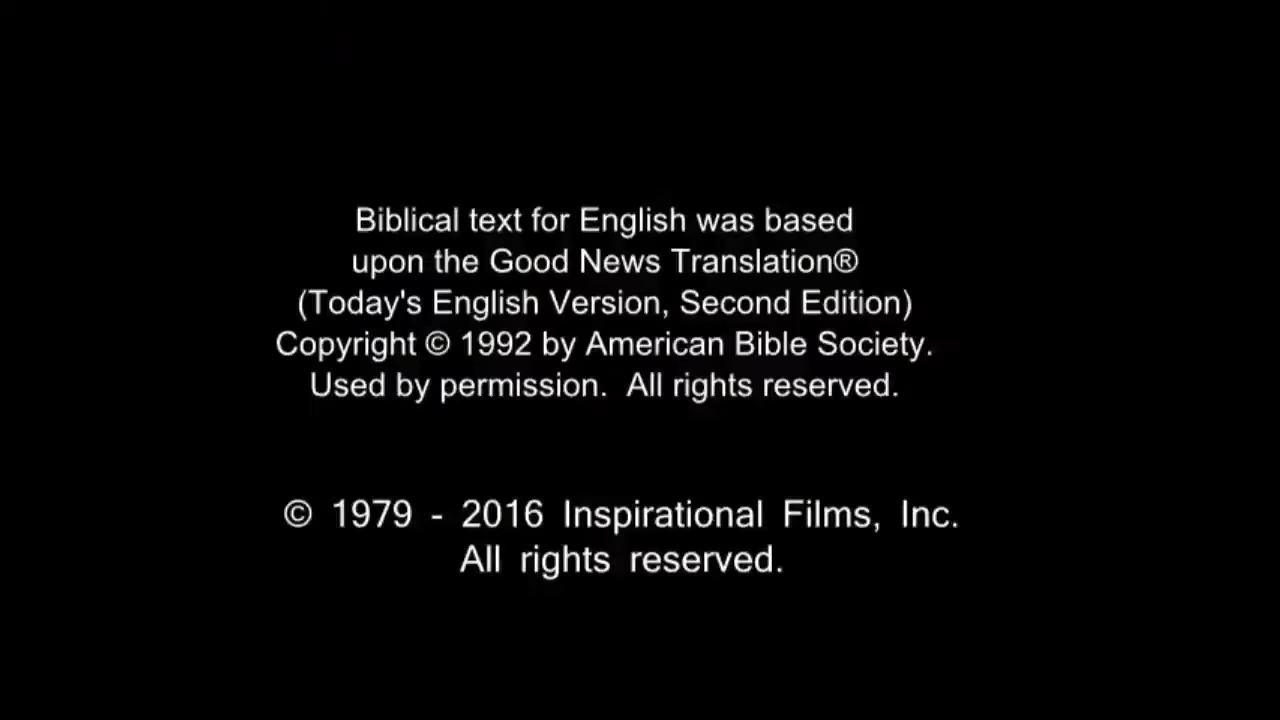 Biblical text for English was based
upon the Good News Translation®
(Today's English Version, Second Edition)
Copyright © 1992 by American Bible Society.
Used by permission.  All rights reserved.
© 1979 - 2016 Inspirational Films, Inc.
All rights reserved.